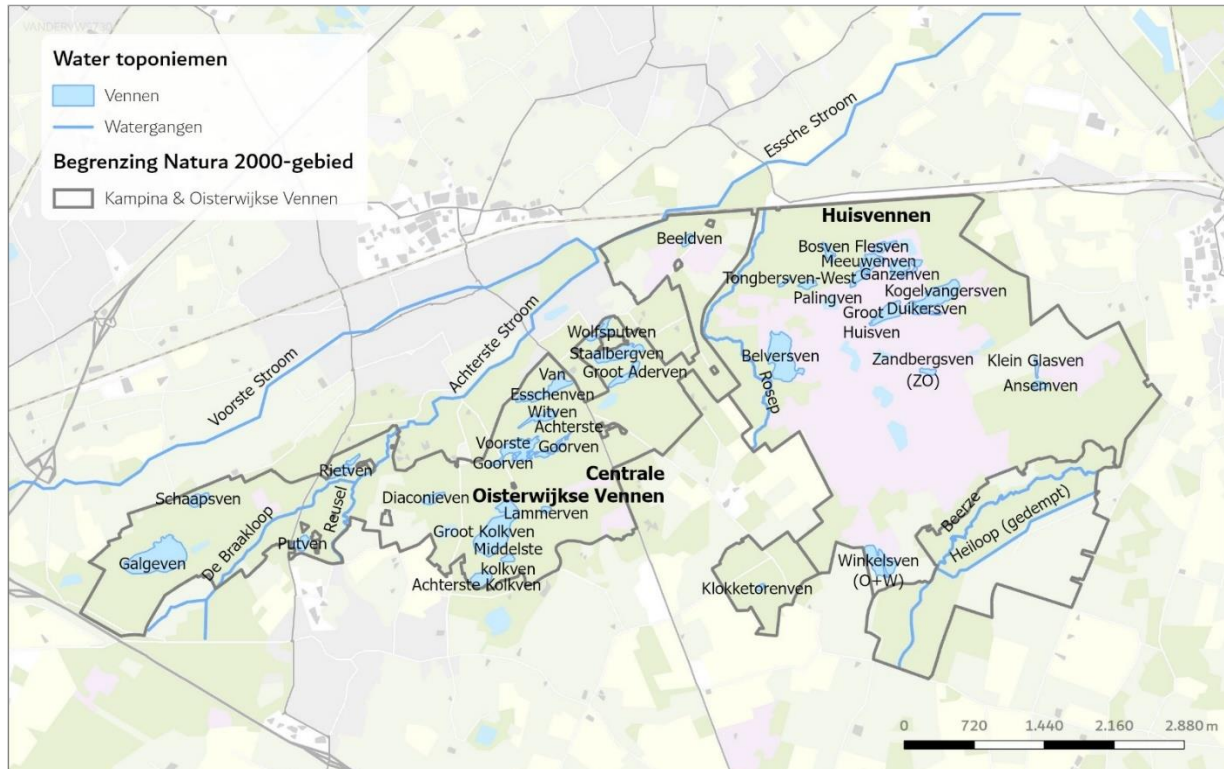 VANDERVWSZ10
Water toponiemen
Vennen
Watergangen
Begrenzing Natura 2000-gebied
Kampina & Oisterwijkse Vennen
Essche Stroom
Huisvennen
Beeldven
Bosven Flesven
Meeuwenven
Tongbersven-West
Ganzenven
Palingven
Kogelvangersven
Groot
Huisven
Duikersven
Achterste Stroom
Voorste Stroom
Wolfsputven
Staalbergven
Groot Aderven
Belversven
Rosep
Zandbergsven
(ZO)
Klein Glasven
Ansemven
Van
Esschenven
Witven
Achterste
Goorven
Voorste
Goorven
Centrale
Oisterwijkse Vennen
Rietven
Reusel
Schaapsven
Diaconieven
Lammerven
De Braakloop
Putven
Groot Kolkven
Middelste
kolkven
Galgeven
Achterste Kolkven
Klokketorenven
Winkelsven
(O+W)
Beerze
Heiloop (gedempt)
0 720 1.440 2.160 2.880 m